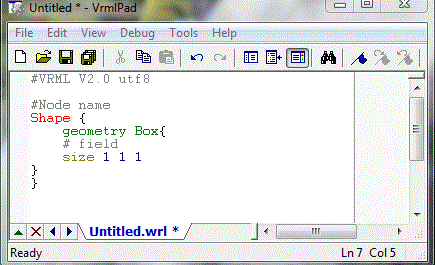 Untitled * - VrmlPad
File Edit View Debug Tools Help
#VRML V2.0 utf8
#Node name
Shape {
geometry Box{
# field
size 1 1 1
}
}
Untitled.wrl *
Ready Ln 7 Col 5